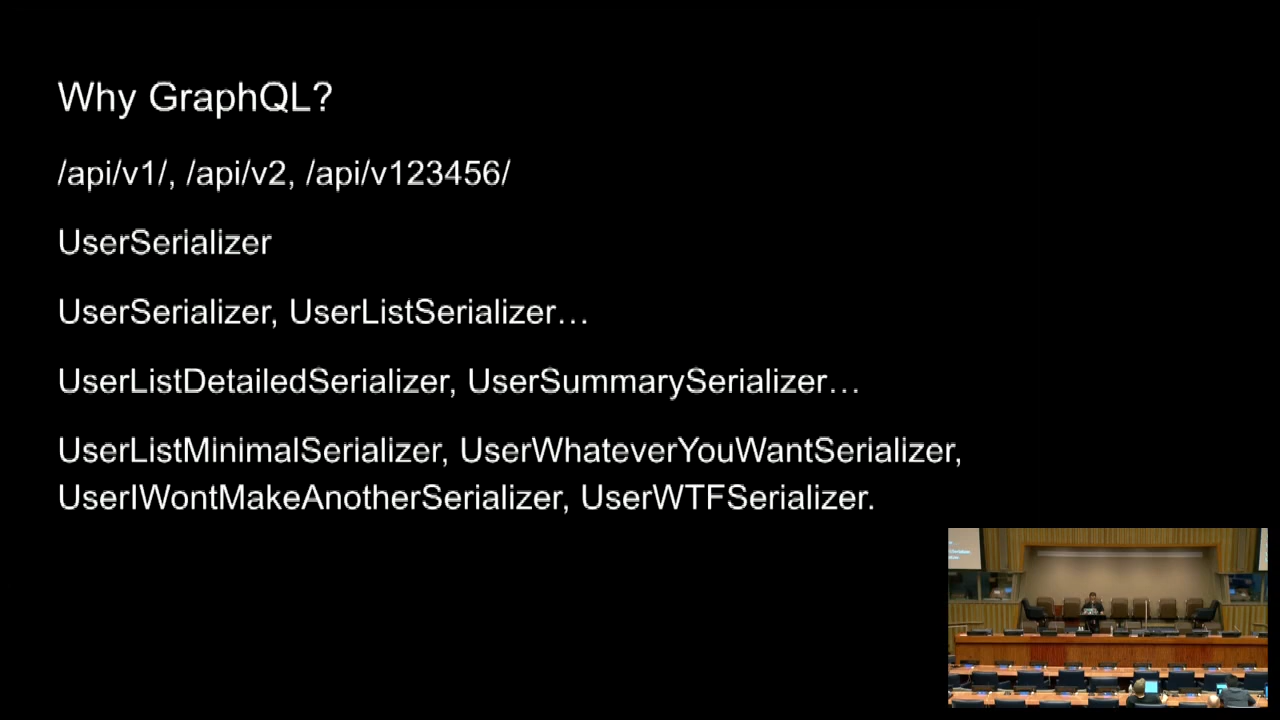 Why GraphQL?
/api/v1/, /api/v2, /api/v123456/
UserSerializer
UserSerializer, UserListSerializer…
UserListDetailedSerializer, UserSummarySerializer…
UserListMinimalSerializer, UserWhateverYouWantSerializer,
UserIWontMakeAnotherSerializer, UserWTFSerializer.